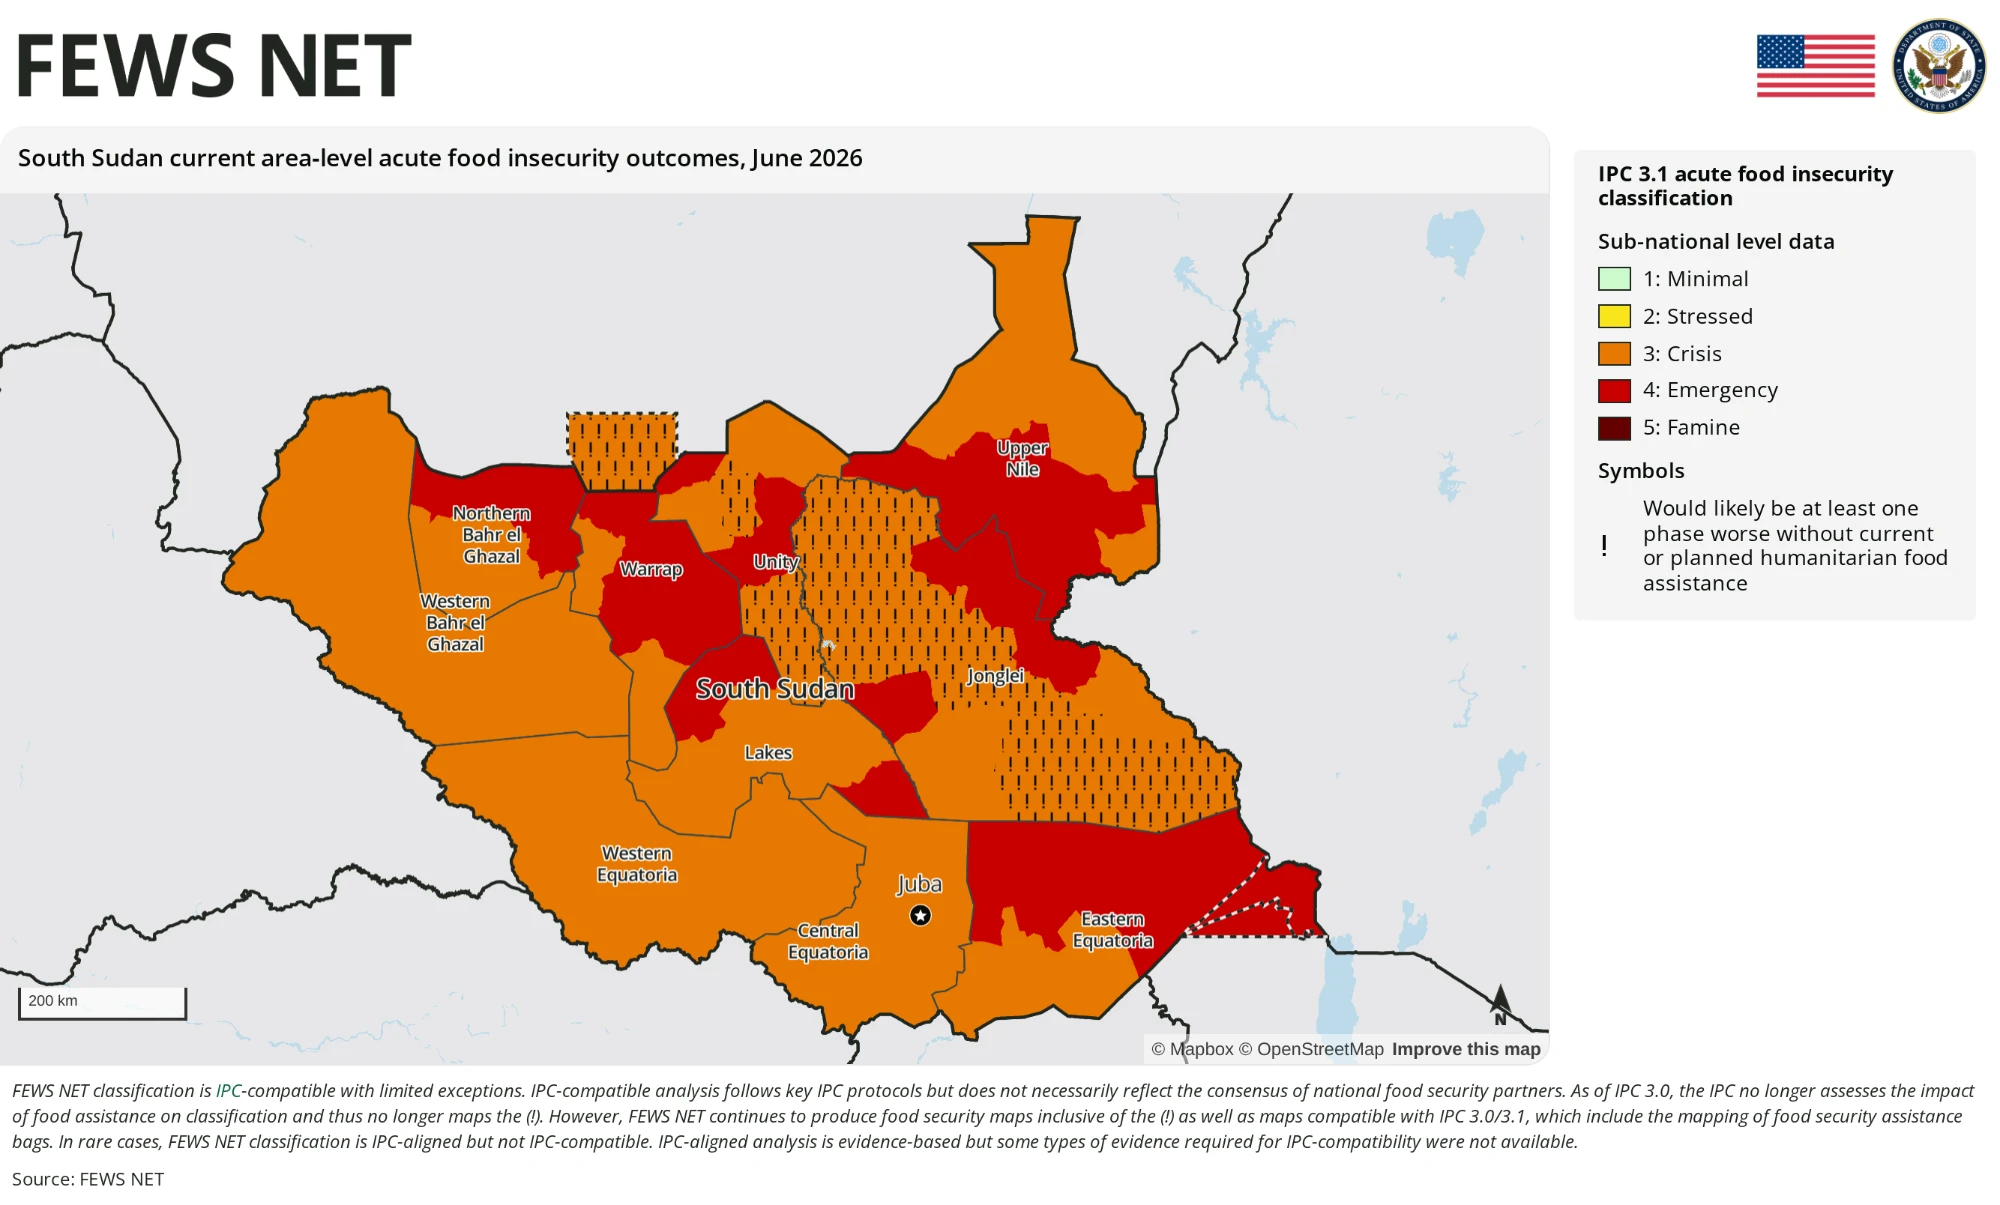 FEWS NET
South Sudan current area-level acute food insecurity outcomes, June 2026
IPC 3.1 acute food insecurity
classification
Sub-national level data
1: Minimal
2: Stressed
3: Crisis
4: Emergency
5: Famine
Symbols
! Would likely be at least one
phase worse without current
or planned humanitarian food
assistance
Upper
Nile
Northern
Bahr el
Ghazal
Warrap
Unity
Western
Bahr el
Ghazal
Jonglei
South Sudan
Lakes
Western
Equatoria
Juba
Central
Equatoria
Eastern
Equatoria
200 km
N
© Mapbox © OpenStreetMap Improve this map
FEWS NET classification is IPC-compatible with limited exceptions. IPC-compatible analysis follows key IPC protocols but does not necessarily reflect the consensus of national food security partners. As of IPC 3.0, the IPC no longer assesses the impact
of food assistance on classification and thus no longer maps the (!). However, FEWS NET continues to produce food security maps inclusive of the (!) as well as maps compatible with IPC 3.0/3.1, which include the mapping of food security assistance
bags. In rare cases, FEWS NET classification is IPC-aligned but not IPC-compatible. IPC-aligned analysis is evidence-based but some types of evidence required for IPC-compatibility were not available.
Source: FEWS NET
DEPARTMENT OF STATE
UNITED STATES OF AMERICA